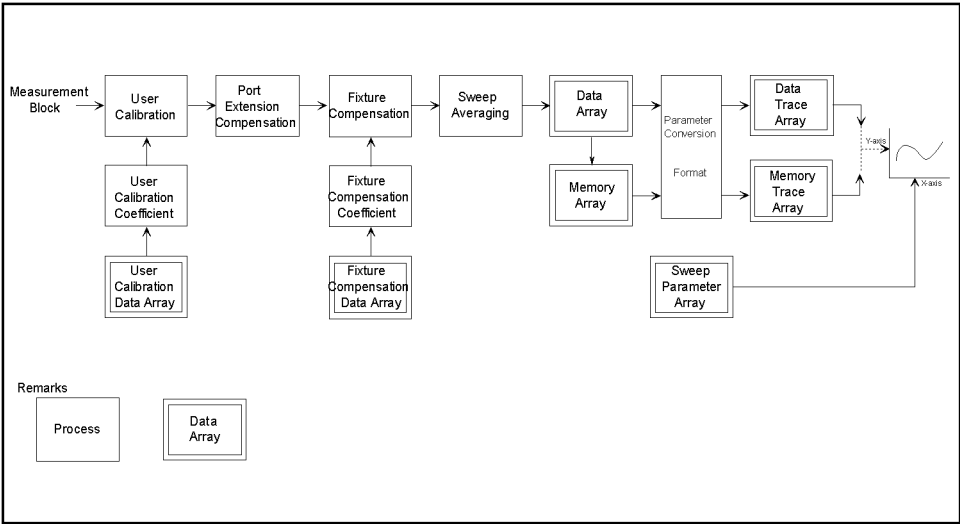 Measurement
Block
User
Calibration
Port
Extension
Compensation
Fixture
Compensation
Sweep
Averaging
Data
Array
Parameter
Conversion
Format
Data
Trace
Array
Y-axis
X-axis
User
Calibration
Coefficient
Fixture
Compensation
Coefficient
Memory
Array
Memory
Trace
Array
User
Calibration
Data Array
Fixture
Compensation
Data Array
Sweep
Parameter
Array
Remarks
Process
Data
Array